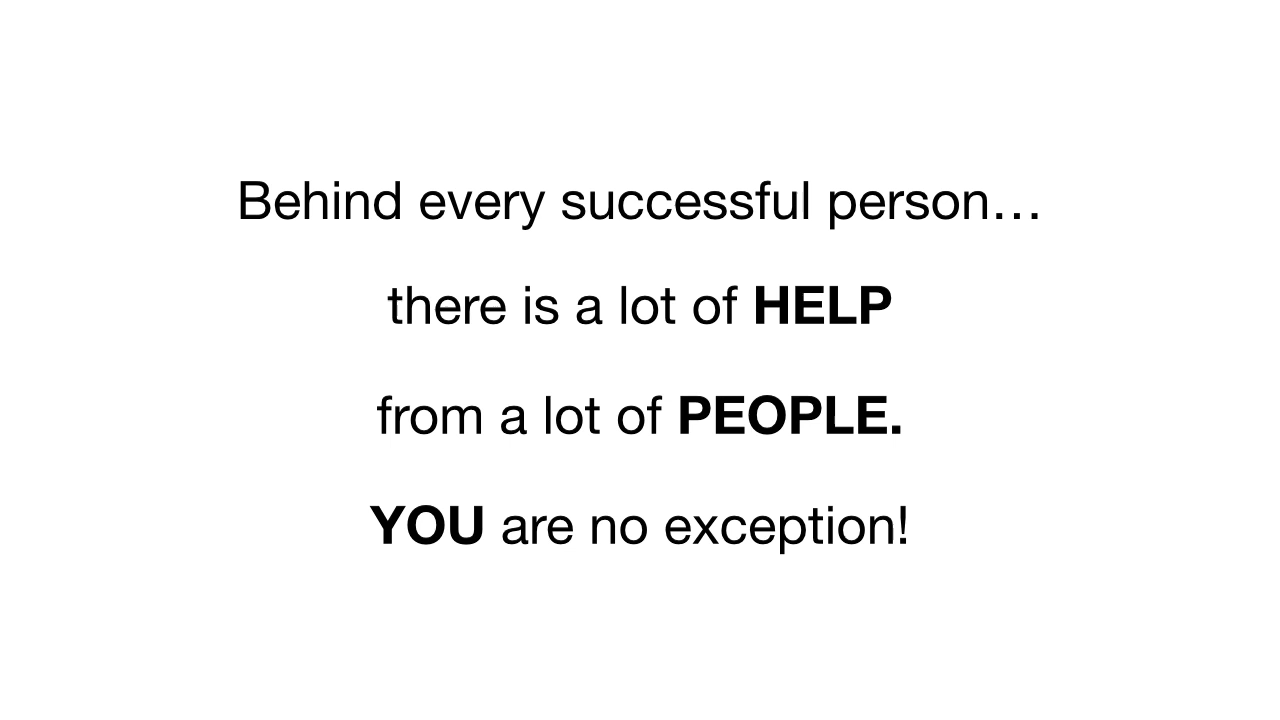 Behind every successful person…
there is a lot of HELP
from a lot of PEOPLE.
YOU are no exception!